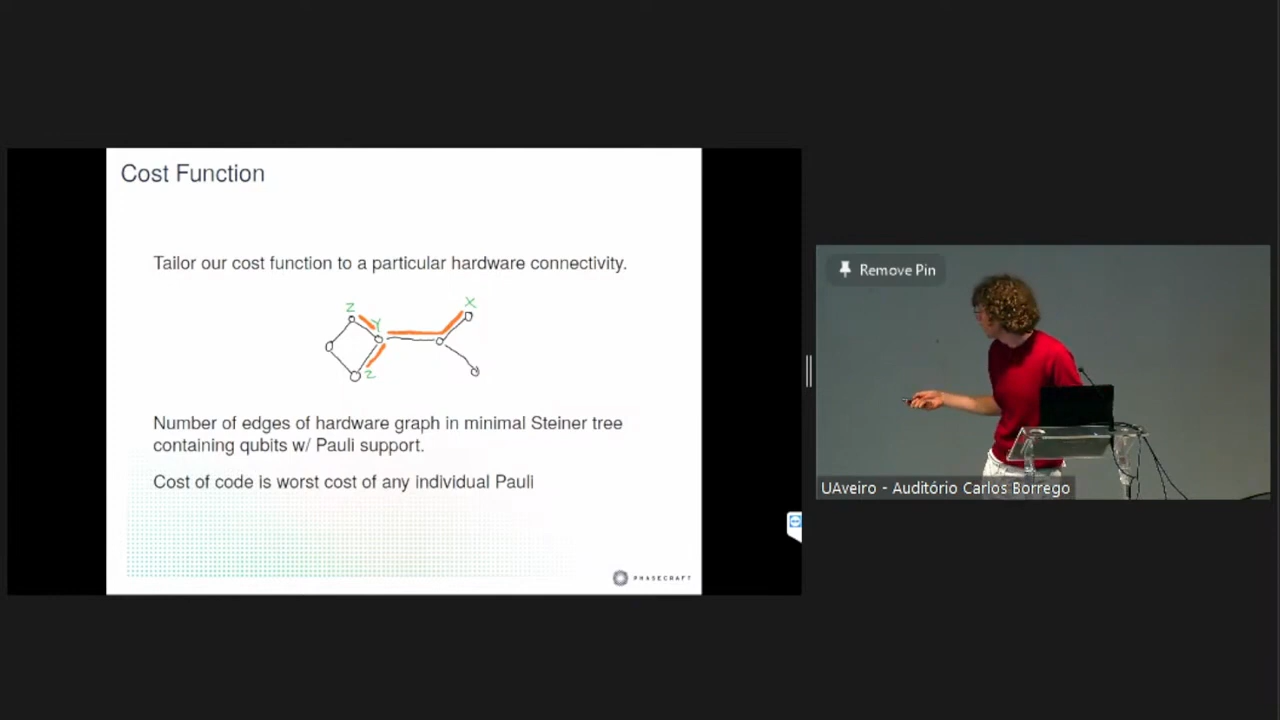 Cost Function
Tailor our cost function to a particular hardware connectivity.
Z
Y
X
Z
Number of edges of hardware graph in minimal Steiner tree
containing qubits w/ Pauli support.
Cost of code is worst cost of any individual Pauli
PHASECRAFT
Remove Pin
UAveiro - Auditório Carlos Borrego